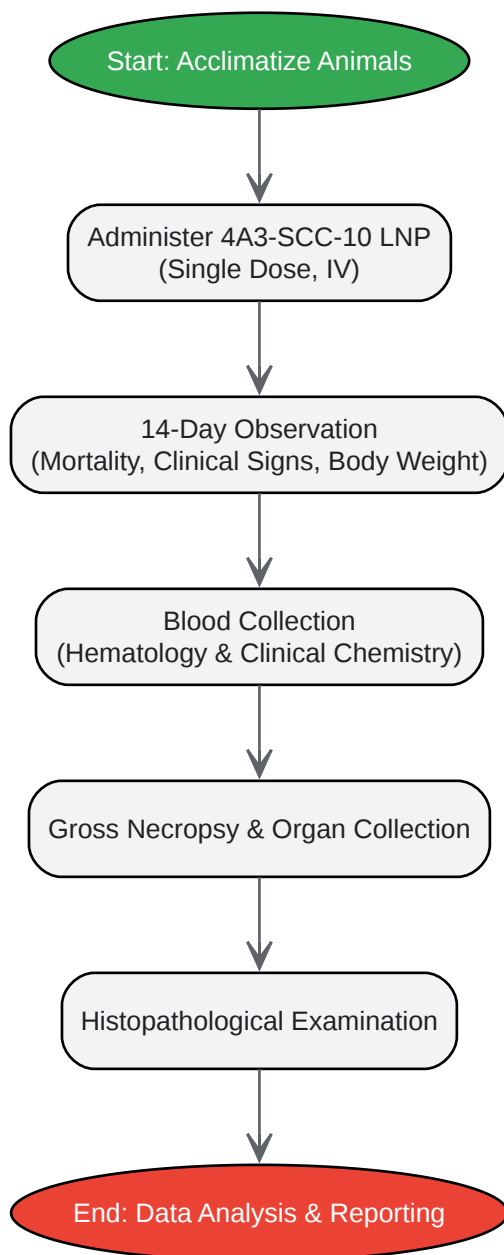 Start: Acclimatize Animals
Administer 4A3-SCC-10 LNP
(Single Dose, IV)
14-Day Observation
(Mortality, Clinical Signs, Body Weight)
Blood Collection
(Hematology & Clinical Chemistry)
Gross Necropsy & Organ Collection
Histopathological Examination
End: Data Analysis & Reporting